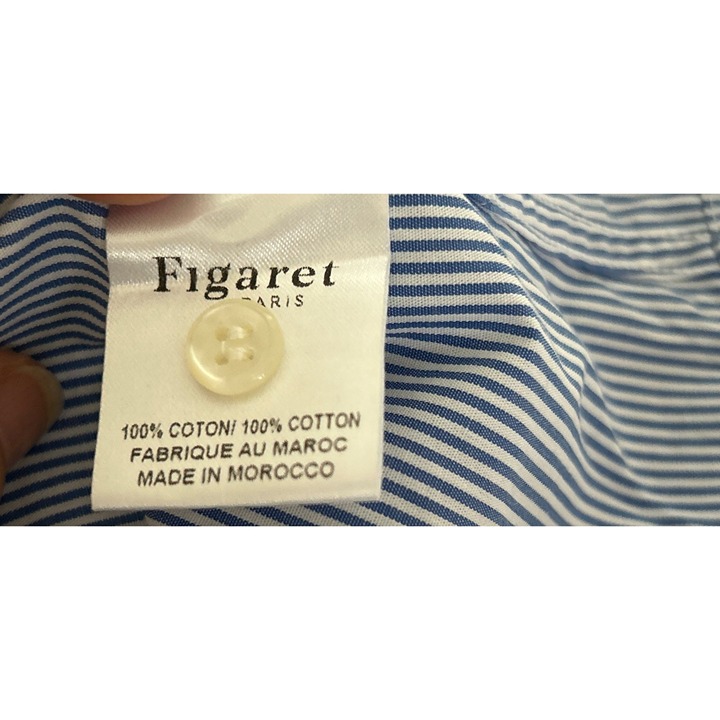 Figaret
PARIS
100% COTON/ 100% COTTON
FABRIQUE AU MAROC
MADE IN MOROCCO